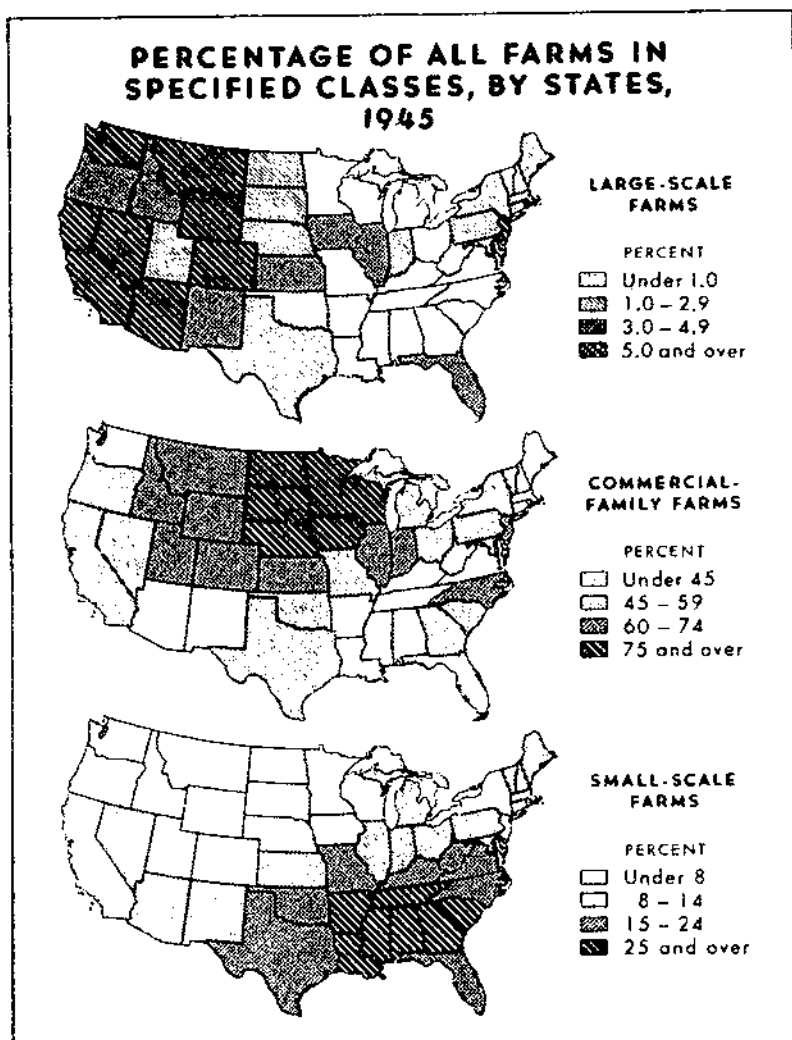 PERCENTAGE OF ALL FARMS IN
SPECIFIED CLASSES, BY STATES,
1945
LARGE-SCALE
FARMS
PERCENT
Under 1.0
1.0 – 2.9
3.0 – 4.9
5.0 and over
COMMERCIAL-
FAMILY FARMS
PERCENT
Under 45
45 – 59
60 – 74
75 and over
SMALL-SCALE
FARMS
PERCENT
Under 8
8 – 14
15 – 24
25 and over